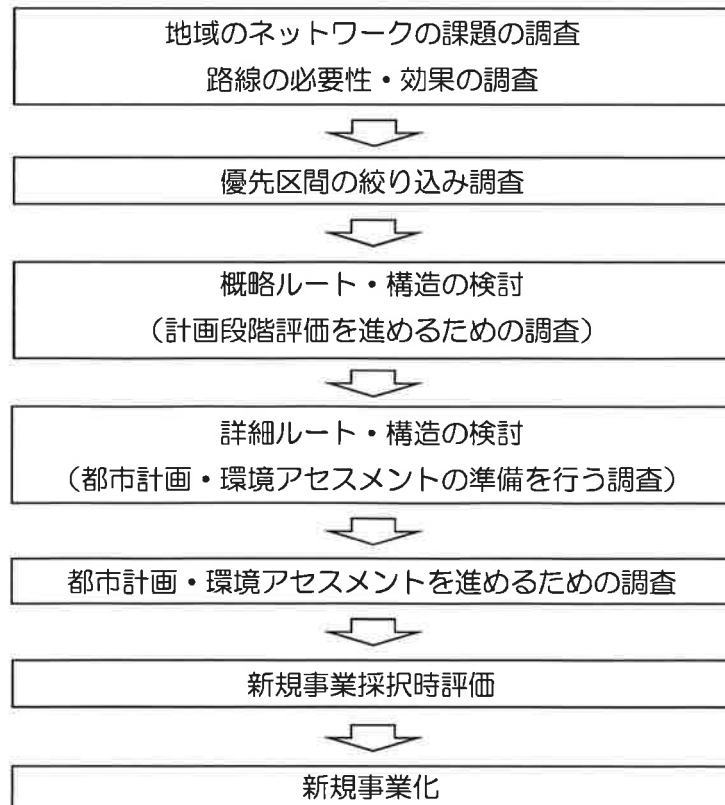 地域のネットワークの課題の調査
路線の必要性・効果の調査
優先区間の絞り込み調査
概略ルート・構造の検討
（計画段階評価を進めるための調査）
詳細ルート・構造の検討
（都市計画・環境アセスメントの準備を行う調査）
都市計画・環境アセスメントを進めるための調査
新規事業採択時評価
新規事業化